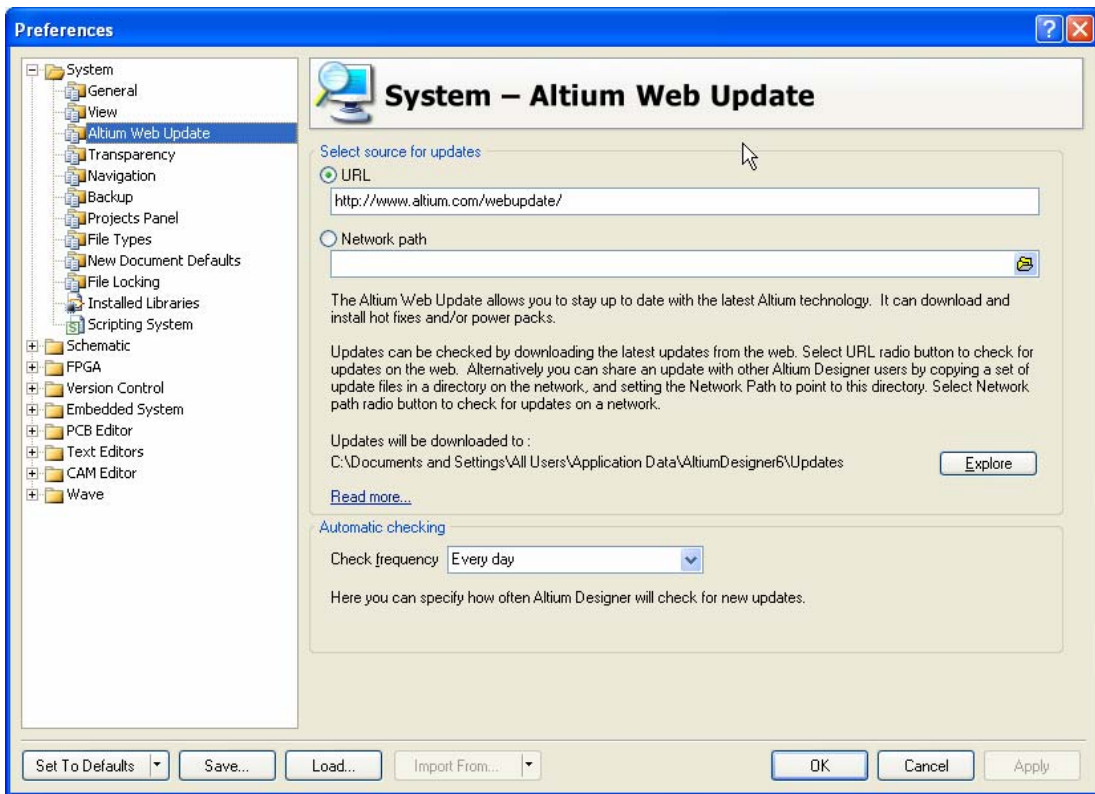 Preferences
System
General
View
Altium Web Update
Transparency
Navigation
Backup
Projects Panel
File Types
New Document Defaults
File Locking
Installed Libraries
Scripting System
Schematic
FPGA
Version Control
Embedded System
PCB Editor
Text Editors
CAM Editor
Wave
System – Altium Web Update
Select source for updates
URL
http://www.altium.com/webupdate/
Network path
The Altium Web Update allows you to stay up to date with the latest Altium technology. It can download and
install hot fixes and/or power packs.
Updates can be checked by downloading the latest updates from the web. Select URL radio button to check for
updates on the web. Alternatively you can share an update with other Altium Designer users by copying a set of
update files in a directory on the network, and setting the Network Path to point to this directory. Select Network
path radio button to check for updates on a network.
Updates will be downloaded to :
C:\Documents and Settings\All Users\Application Data\AltiumDesigner6\Updates
Explore
Read more...
Automatic checking
Check frequency Every day
Here you can specify how often Altium Designer will check for new updates.
Set To Defaults Save... Load... Import From... OK Cancel Apply